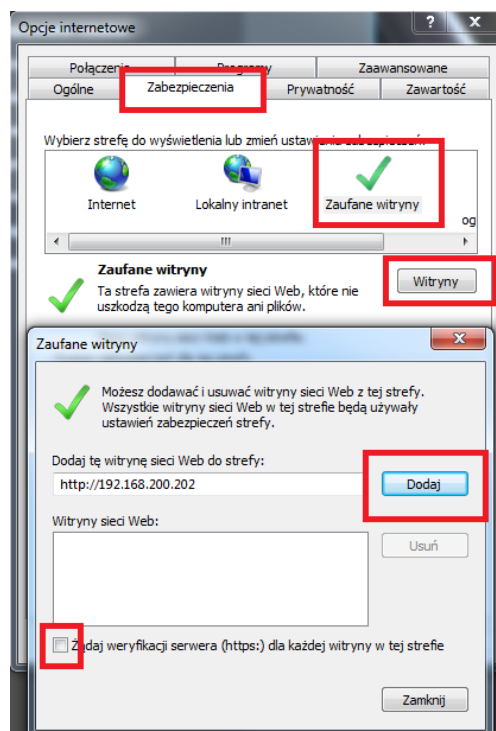 Opcje internetowe
? X
Zaawansowane
Ogólne Zabezpieczenia Prywatność Zawartość
Wybierz strefę do wyświetlenia lub zmień
Internet Lokalny intranet Zaufane witryny
og
Zaufane witryny
Ta strefa zawiera witryny sieci Web, które nie
uszkodzą tego komputera ani plików.
Witryny
Zaufane witryny
X
Możesz dodawać i usuwać witryny sieci Web z tej strefy.
Wszystkie witryny sieci Web w tej strefie będą używały
ustawień zabezpieczeń strefy.
Dodaj tę witrynę sieci Web do strefy:
http://192.168.200.202 Dodaj
Witryny sieci Web:
Usuń
Żądaj weryfikacji serwera (https:) dla każdej witryny w tej strefie
Zamknij